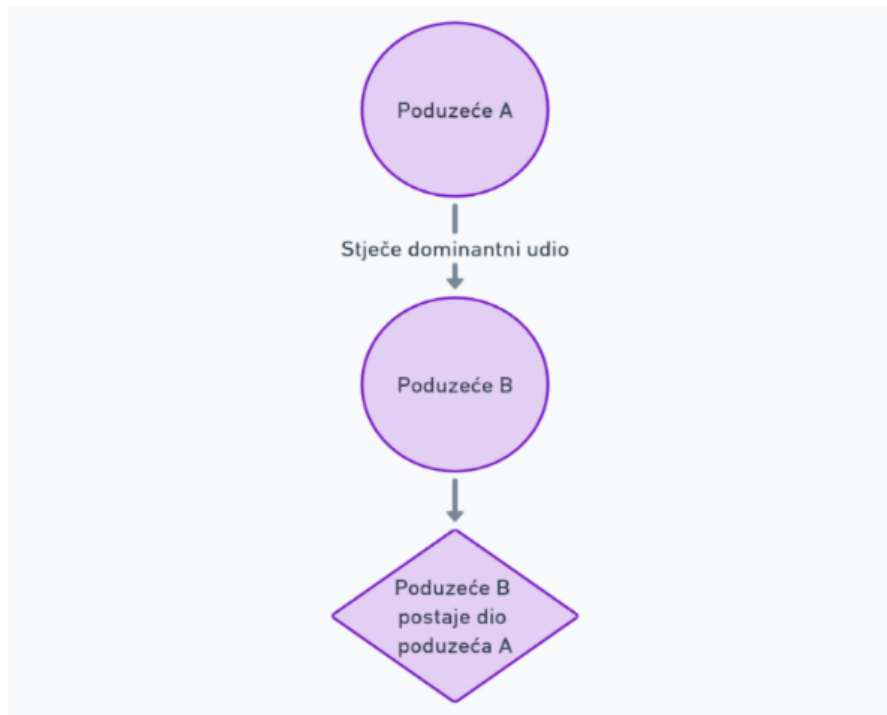 Poduzeće A
Stječe dominantni udio
Poduzeće B
Poduzeće B
postaje dio
poduzeća A